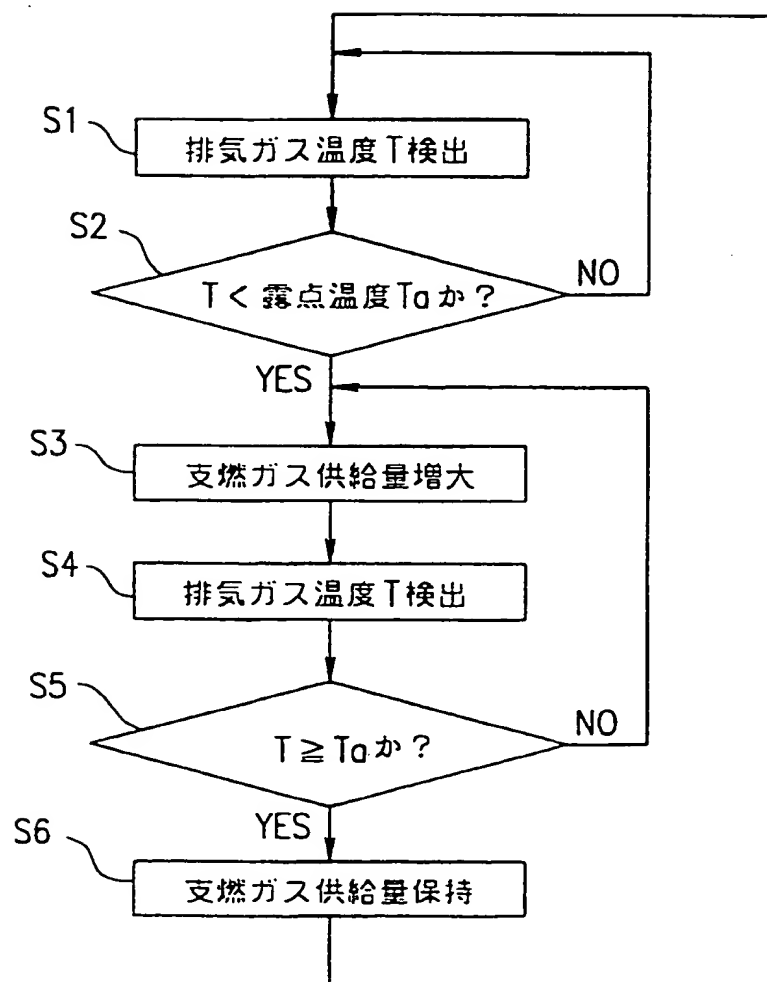 S1
排気ガス温度T検出
S2
T < 露点温度Taか?
NO
YES
S3
支燃ガス供給量増大
S4
排気ガス温度T検出
S5
T ≧ Taか?
NO
YES
S6
支燃ガス供給量保持